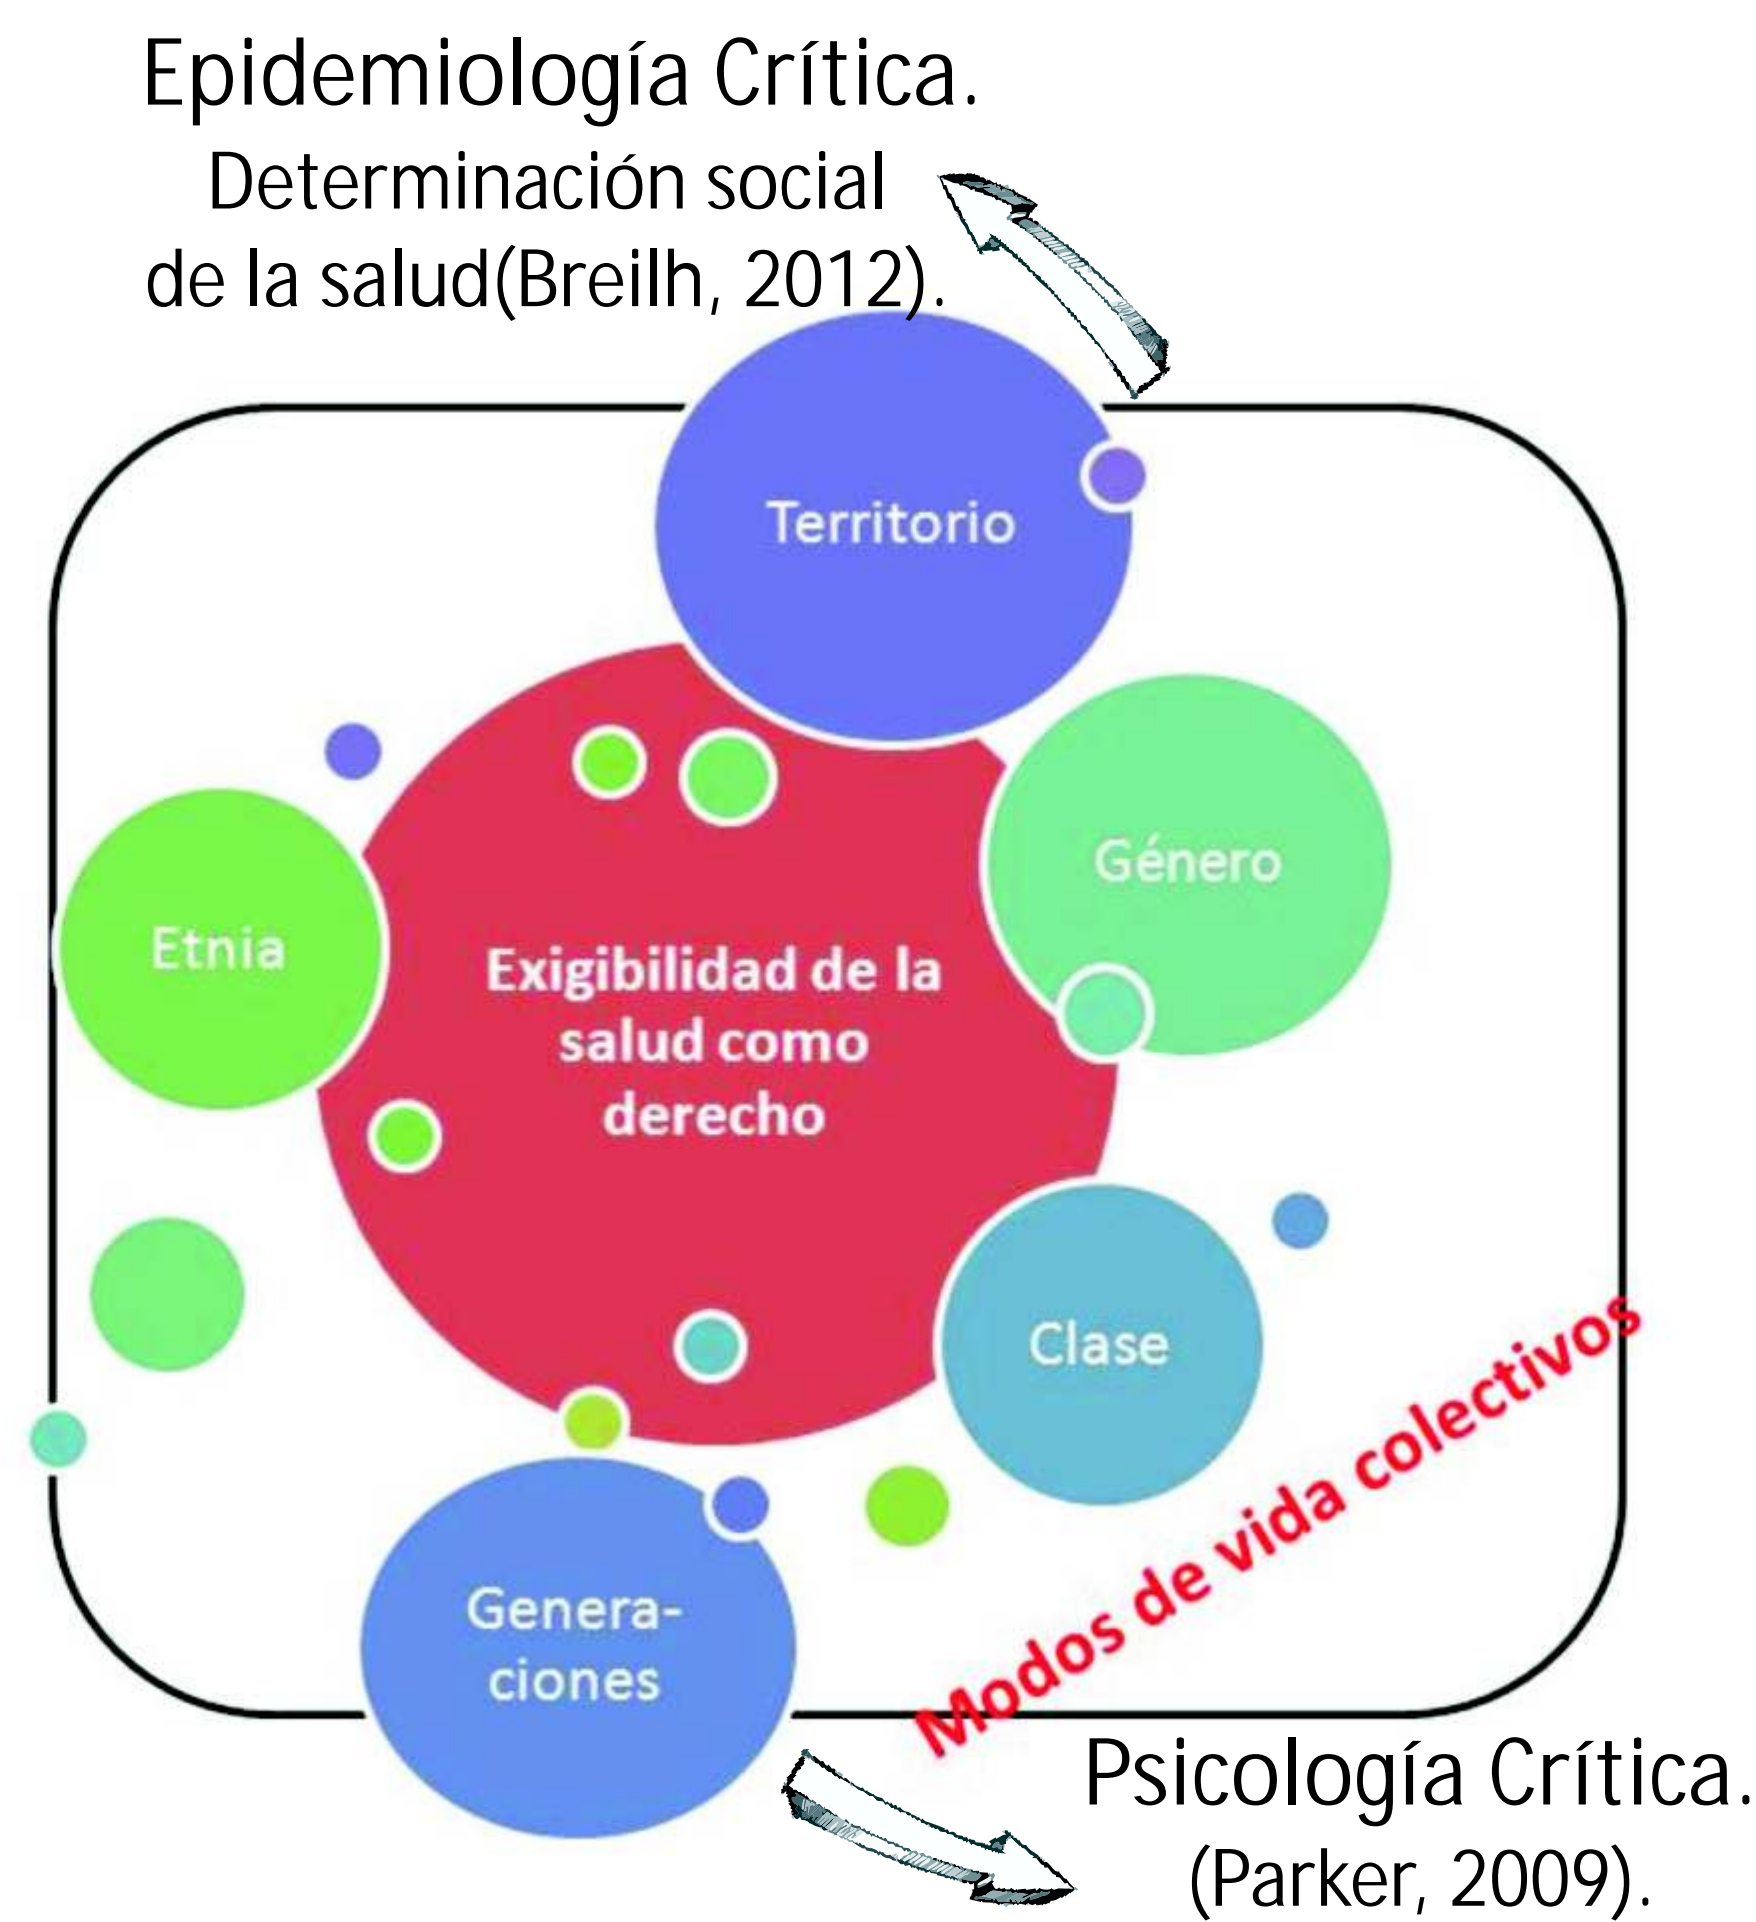 Epidemiología Crítica.
Determinación social
de la salud(Breilh, 2012).
Territorio
Género
Etnia
Exigibilidad de la
salud como
derecho
Clase
Modos de vida colectivos
Genera-
ciones
Psicología Crítica.
(Parker, 2009).